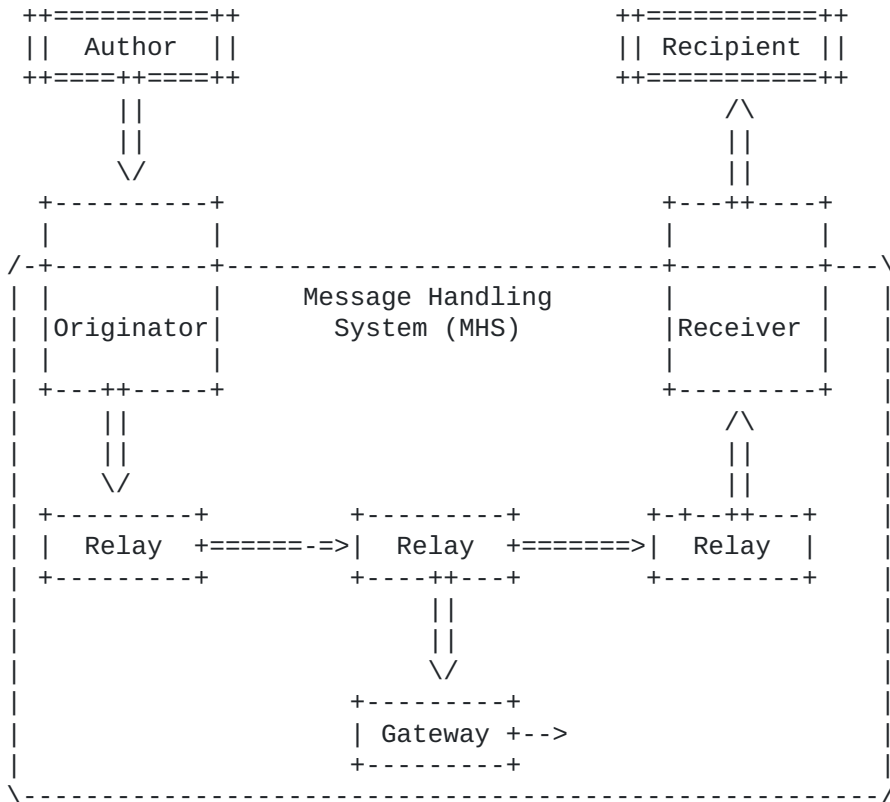 Author Recipient
Message Handling
Originator System (MHS) Receiver
Relay Relay Relay
Gateway